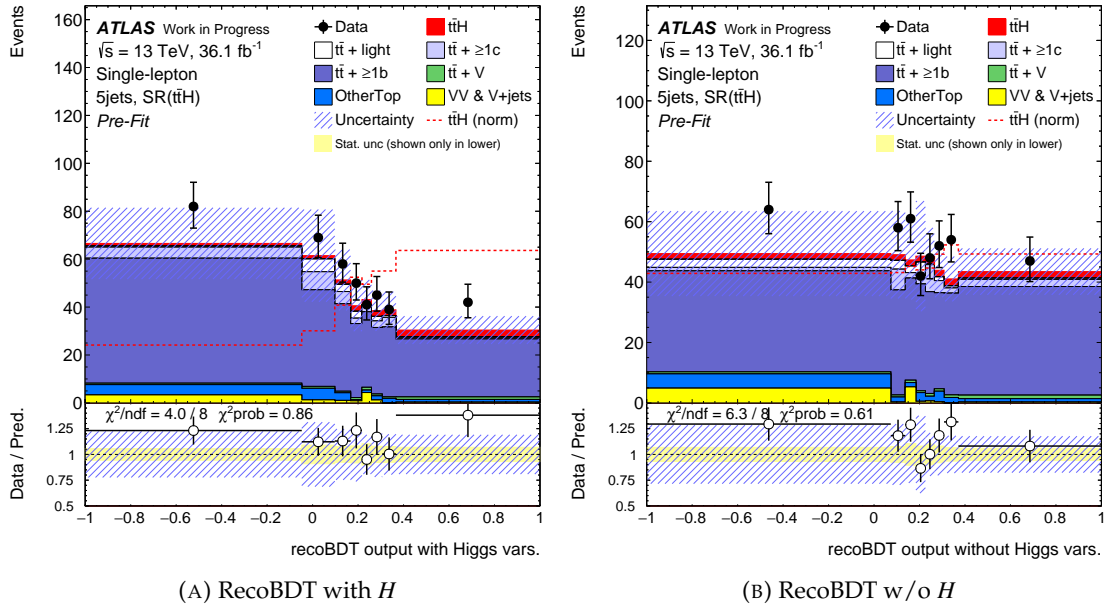 Events
160
140
120
100
80
60
40
20
0
ATLAS Work in Progress
√s = 13 TeV, 36.1 fb⁻¹
Single-lepton
5jets, SR(tt̄H)
Pre-Fit
Data
tt̄H
tt̄ + light
tt̄ + ≥1c
tt̄ + ≥1b
tt̄ + V
OtherTop
VV & V+jets
Uncertainty
tt̄H (norm)
Stat. unc (shown only in lower)
Data / Pred.
χ²/ndf = 4.0 / 8 χ²prob = 0.86
1.25
1
0.75
0.5
−1 −0.8 −0.6 −0.4 −0.2 0 0.2 0.4 0.6 0.8 1
recoBDT output with Higgs vars.
(A) RecoBDT with H
Events
120
100
80
60
40
20
0
ATLAS Work in Progress
√s = 13 TeV, 36.1 fb⁻¹
Single-lepton
5jets, SR(tt̄H)
Pre-Fit
Data
tt̄H
tt̄ + light
tt̄ + ≥1c
tt̄ + ≥1b
tt̄ + V
OtherTop
VV & V+jets
Uncertainty
tt̄H (norm)
Stat. unc (shown only in lower)
Data / Pred.
χ²/ndf = 6.3 / 8 χ²prob = 0.61
1.25
1
0.75
0.5
−1 −0.8 −0.6 −0.4 −0.2 0 0.2 0.4 0.6 0.8 1
recoBDT output without Higgs vars.
(B) RecoBDT w/o H